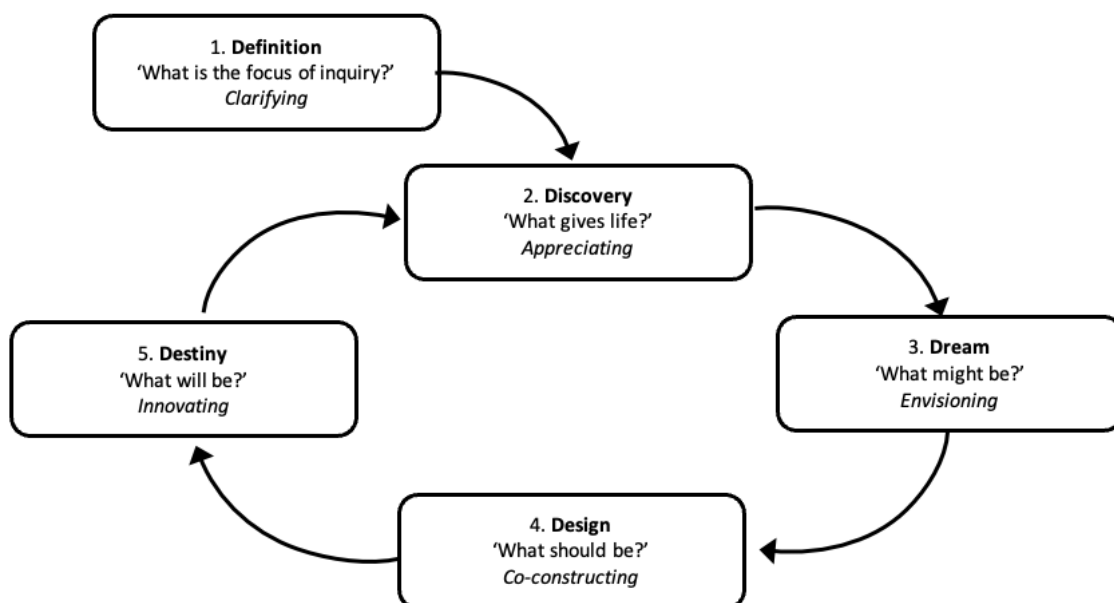 1. Definition
‘What is the focus of inquiry?’
Clarifying
2. Discovery
‘What gives life?’
Appreciating
3. Dream
‘What might be?’
Envisioning
4. Design
‘What should be?’
Co-constructing
5. Destiny
‘What will be?’
Innovating